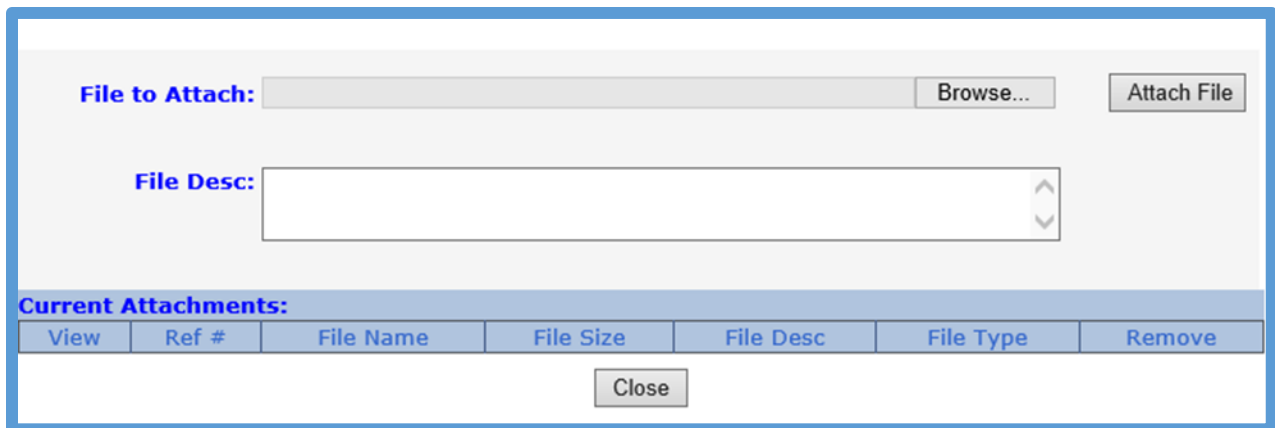 File to Attach: Browse... Attach File
File Desc:
Current Attachments:
View Ref # File Name File Size File Desc File Type Remove
Close